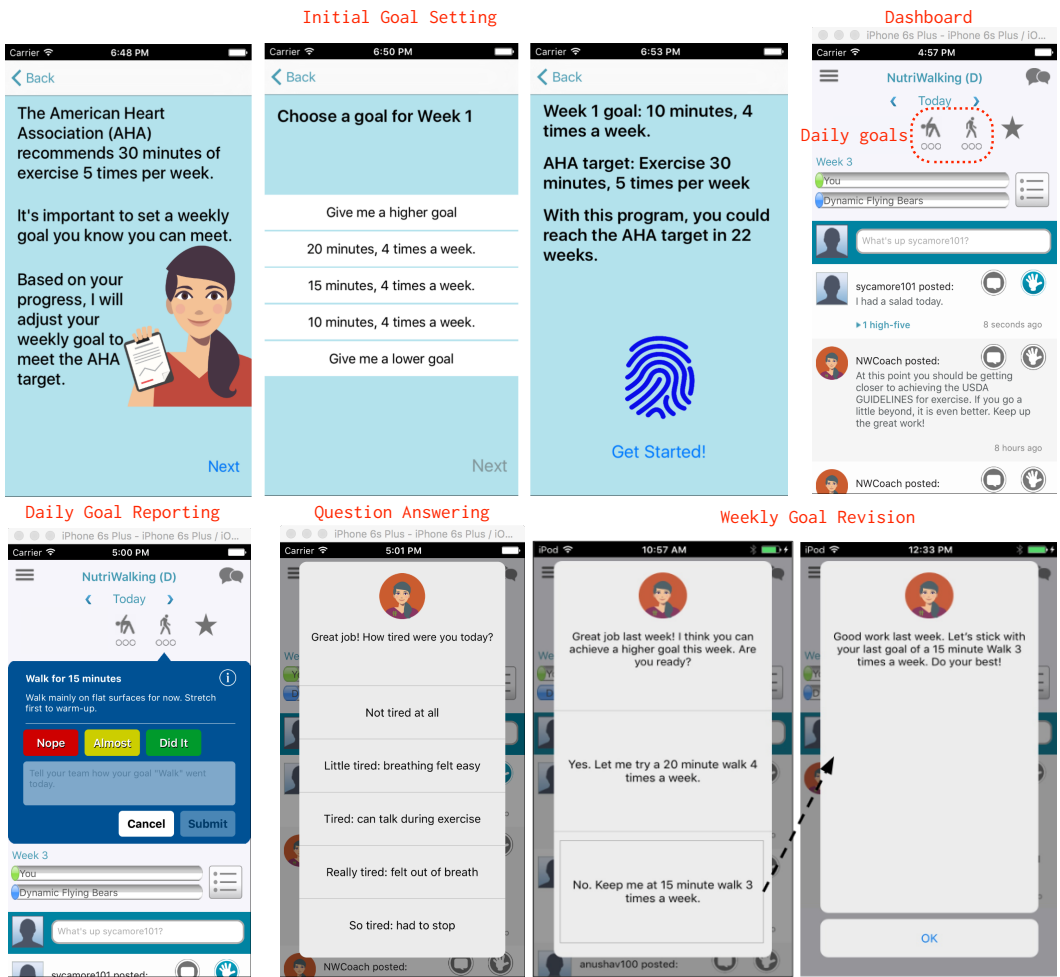 Initial Goal Setting
Carrier 6:48 PM
Back
The American Heart
Association (AHA)
recommends 30 minutes of
exercise 5 times per week.
It's important to set a weekly
goal you know you can meet.
Based on your
progress, I will
adjust your
weekly goal to
meet the AHA
target.
Next
Carrier 6:50 PM
Back
Choose a goal for Week 1
Give me a higher goal
20 minutes, 4 times a week.
15 minutes, 4 times a week.
10 minutes, 4 times a week.
Give me a lower goal
Next
Carrier 6:53 PM
Back
Week 1 goal: 10 minutes, 4
times a week.
AHA target: Exercise 30
minutes, 5 times per week
With this program, you could
reach the AHA target in 22
weeks.
Get Started!
Dashboard
iPhone 6s Plus - iPhone 6s Plus / iO...
Carrier 4:57 PM
NutriWalking (D)
Today
Daily goals
Week 3
You
Dynamic Flying Bears
What's up sycamore101?
sycamore101 posted:
I had a salad today.
1 high-five 8 seconds ago
NWCoach posted:
At this point you should be getting
closer to achieving the USDA
GUIDELINES for exercise. If you go a
little beyond, it is even better. Keep up
the great work!
8 hours ago
NWCoach posted:
Daily Goal Reporting
iPhone 6s Plus - iPhone 6s Plus / iO...
Carrier 5:00 PM
NutriWalking (D)
Today
Walk for 15 minutes
Walk mainly on flat surfaces for now. Stretch
first to warm-up.
Nope Almost Did It
Tell your team how your goal "Walk" went
today.
Cancel Submit
Week 3
You
Dynamic Flying Bears
What's up sycamore101?
sycamore101 posted:
Question Answering
iPhone 6s Plus - iPhone 6s Plus / iO...
Carrier 5:01 PM
Great job! How tired were you today?
We
Not tired at all
Little tired: breathing felt easy
Tired: can talk during exercise
Really tired: felt out of breath
So tired: had to stop
NWCoach posted:
Weekly Goal Revision
iPod 10:57 AM
Great job last week! I think you can
achieve a higher goal this week. Are
you ready?
We
Yes. Let me try a 20 minute walk 4
times a week.
No. Keep me at 15 minute walk 3
times a week.
anushav100 posted:
iPod 12:33 PM
Good work last week. Let's stick with
your last goal of a 15 minute Walk 3
times a week. Do your best!
We
OK